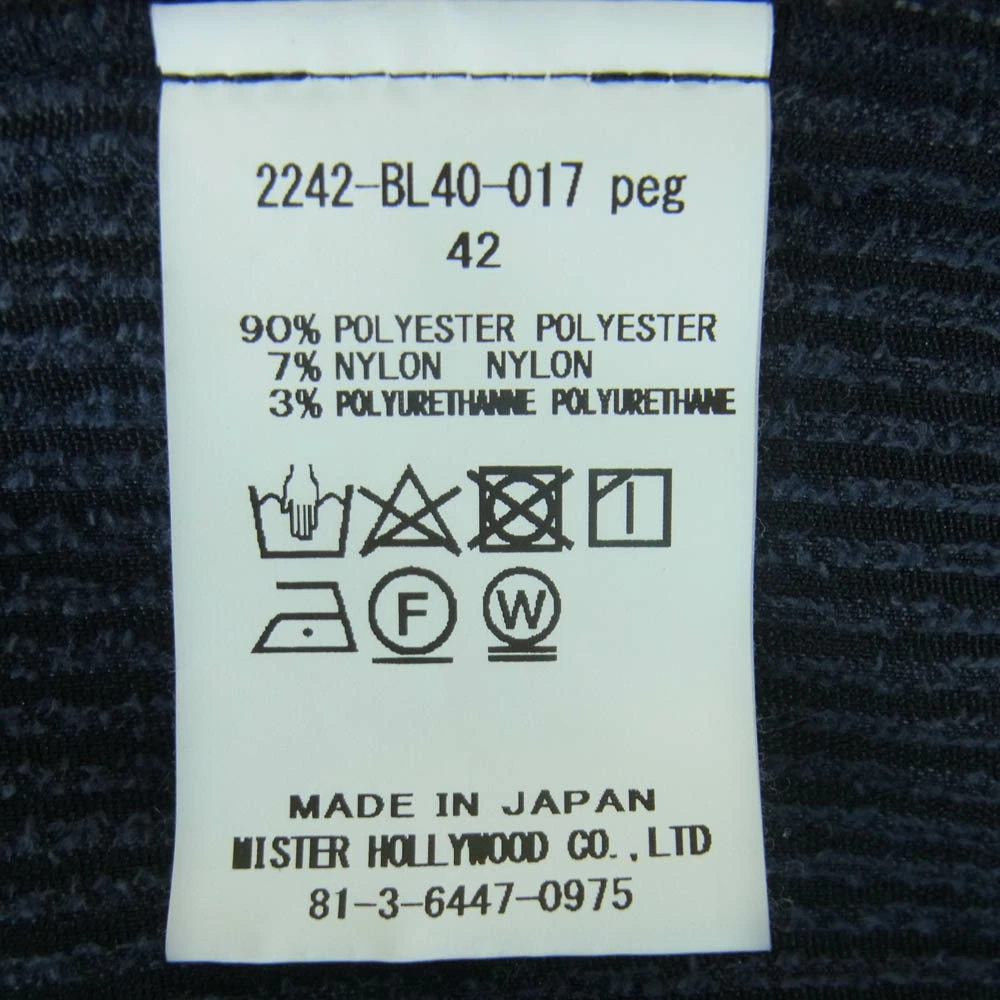 2242-BL40-017 peg
42
90% POLYESTER POLYESTER
7% NYLON NYLON
3% POLYURETHANNE POLYURETHANE
F W
MADE IN JAPAN
MISTER HOLLYWOOD CO.,LTD
81-3-6447-0975